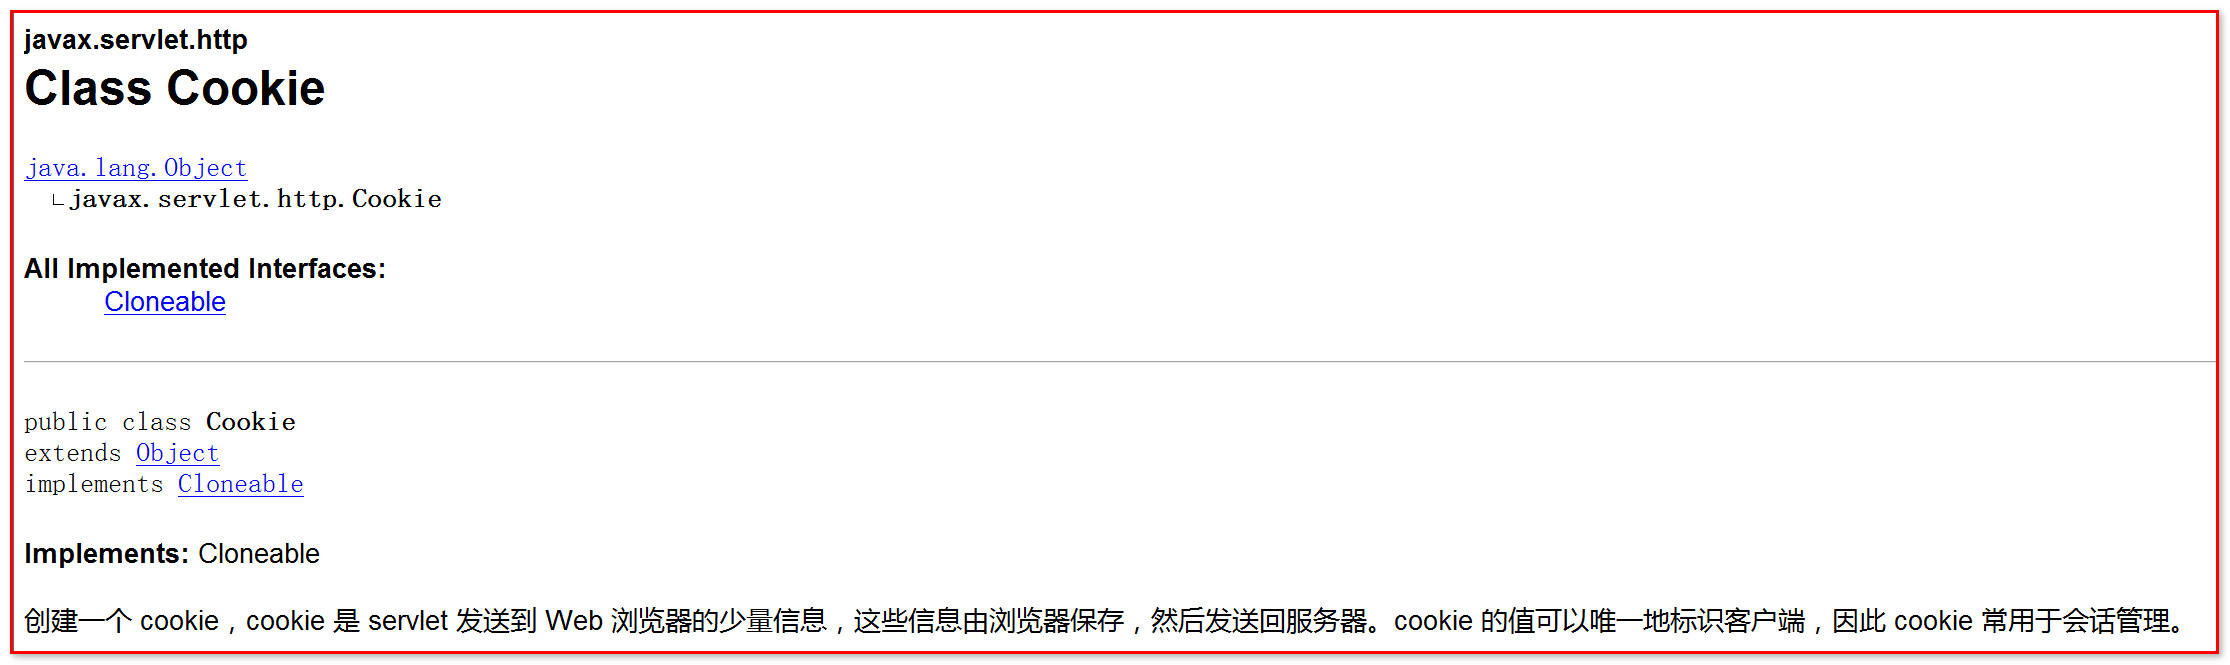 javax.servlet.http
Class Cookie
java.lang.Object
└javax.servlet.http.Cookie
All Implemented Interfaces:
Cloneable
public class Cookie
extends Object
implements Cloneable
Implements: Cloneable
创建一个 cookie，cookie 是 servlet 发送到 Web 浏览器的少量信息，这些信息由浏览器保存，然后发送回服务器。cookie 的值可以唯一地标识客户端，因此 cookie 常用于会话管理。